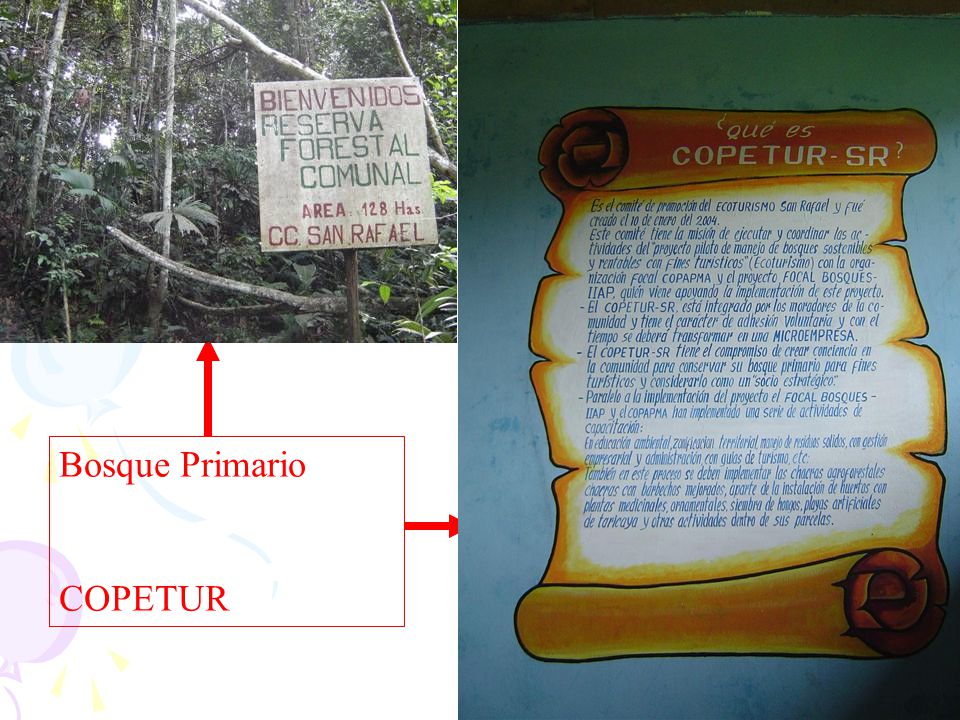 BIENVENIDOS
RESERVA
FORESTAL
COMUNAL
AREA. 128 Has
CC. SAN RAFAEL
Bosque Primario
COPETUR
¿Qué es
COPETUR-SR?
Es el comité de promoción del ECOTURISMO San Rafael y fué
creado el 10 de enero del 2004.
Este comité tiene la misión de ejecutar y coordinar las ac-
tividades del "proyecto piloto de manejo de bosques sostenibles
y rentables con fines turísticos" (Ecoturismo) con la orga-
nización focal COPAPMA y el proyecto FOCAL BOSQUES-
IIAP, quién viene apoyando la implementación de este proyecto.
- El COPETUR-SR, está integrado por los moradores de la co-
munidad y tiene el caracter de adhesión voluntaria y con el
tiempo se deberá transformar en una MICROEMPRESA.
- El COPETUR-SR tiene el compromiso de crear conciencia en
la comunidad para conservar su bosque primario para fines
turísticos y considerarlo como un "socio estratégico".
- Paralelo a la implementación del proyecto el FOCAL BOSQUES-
IIAP y el COPAPMA han implementado una serie de actividades de
capacitación:
En educación ambiental, zonificacion territorial, manejo de residuos solidos, con gestión
empresarial y administración, con guías de turismo, etc.
También en este proceso se deben implementar las chacras agroforestales
chacras con barbechos mejorados, aparte de la instalación de huertos con
plantas medicinales, ornamentales, siembra de hongos, playas artificiales
de taricaya y otras actividades dentro de sus parcelas.